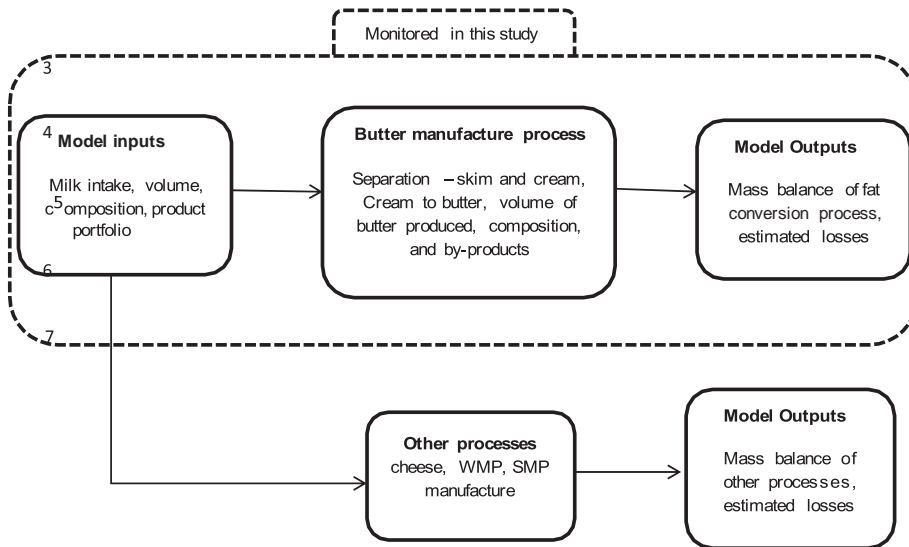 Monitored in this study
3
4
Model inputs
Milk intake, volume,
c5omposition, product
portfolio
6
7
Butter manufacture process
Separation –skim and cream,
Cream to butter, volume of
butter produced, composition,
and by-products
Model Outputs
Mass balance of fat
conversion process,
estimated losses
Other processes
cheese, WMP, SMP
manufacture
Model Outputs
Mass balance of
other processes,
estimated losses